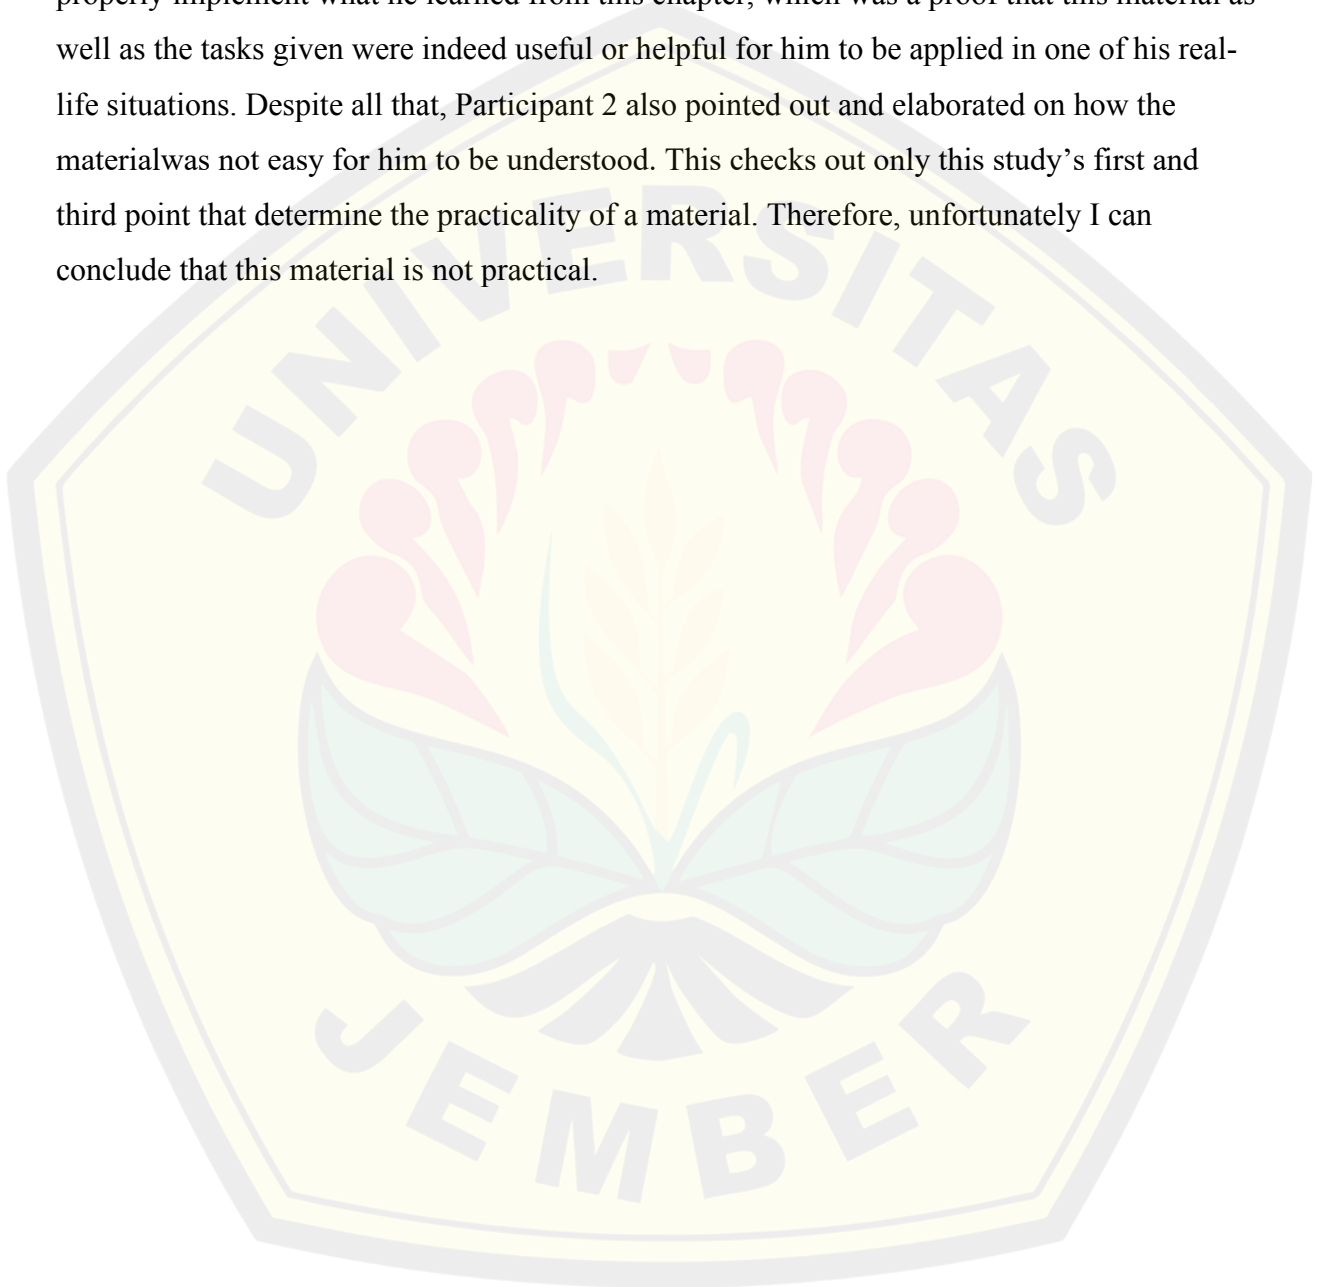 properly implement what he learned from this chapter, which was a proof that this material as
well as the tasks given were indeed useful or helpful for him to be applied in one of his real-
life situations. Despite all that, Participant 2 also pointed out and elaborated on how the
materialwas not easy for him to be understood. This checks out only this study’s first and
third point that determine the practicality of a material. Therefore, unfortunately I can
conclude that this material is not practical.
UNIVERSITAS
JEMBER